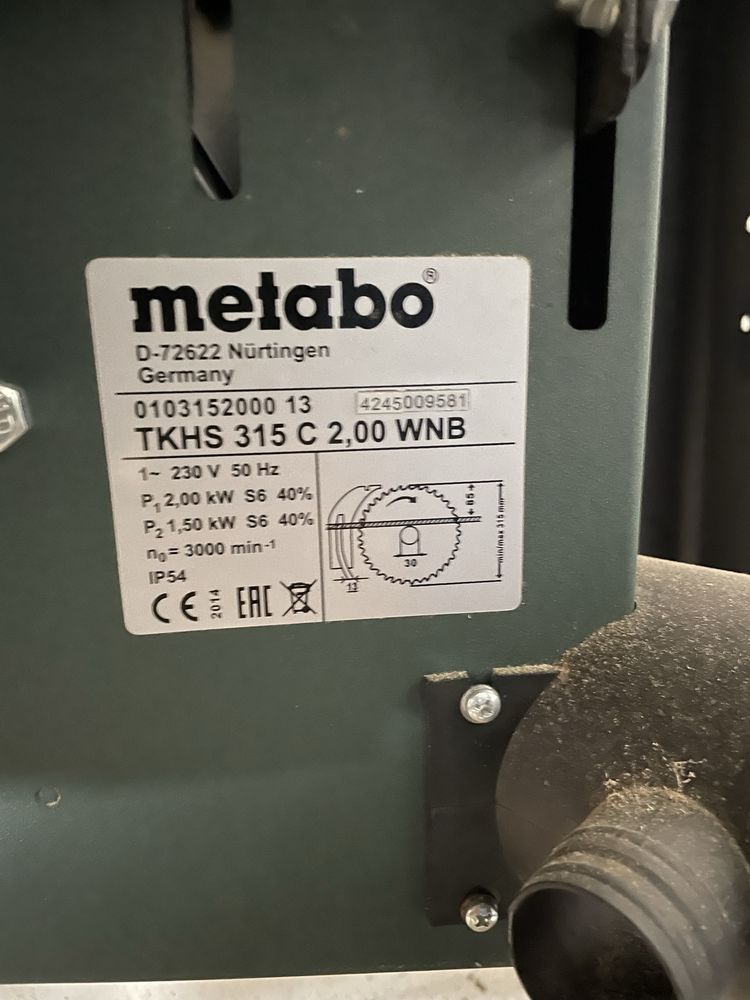 metabo®
D-72622 Nürtingen
Germany
0103152000 13 4245009581
TKHS 315 C 2,00 WNB
1~ 230 V 50 Hz
P1 2,00 kW S6 40%
P2 1,50 kW S6 40%
n0 = 3000 min-1
IP54
CE 2014 EAC
85
min/max 315 mm
30
13